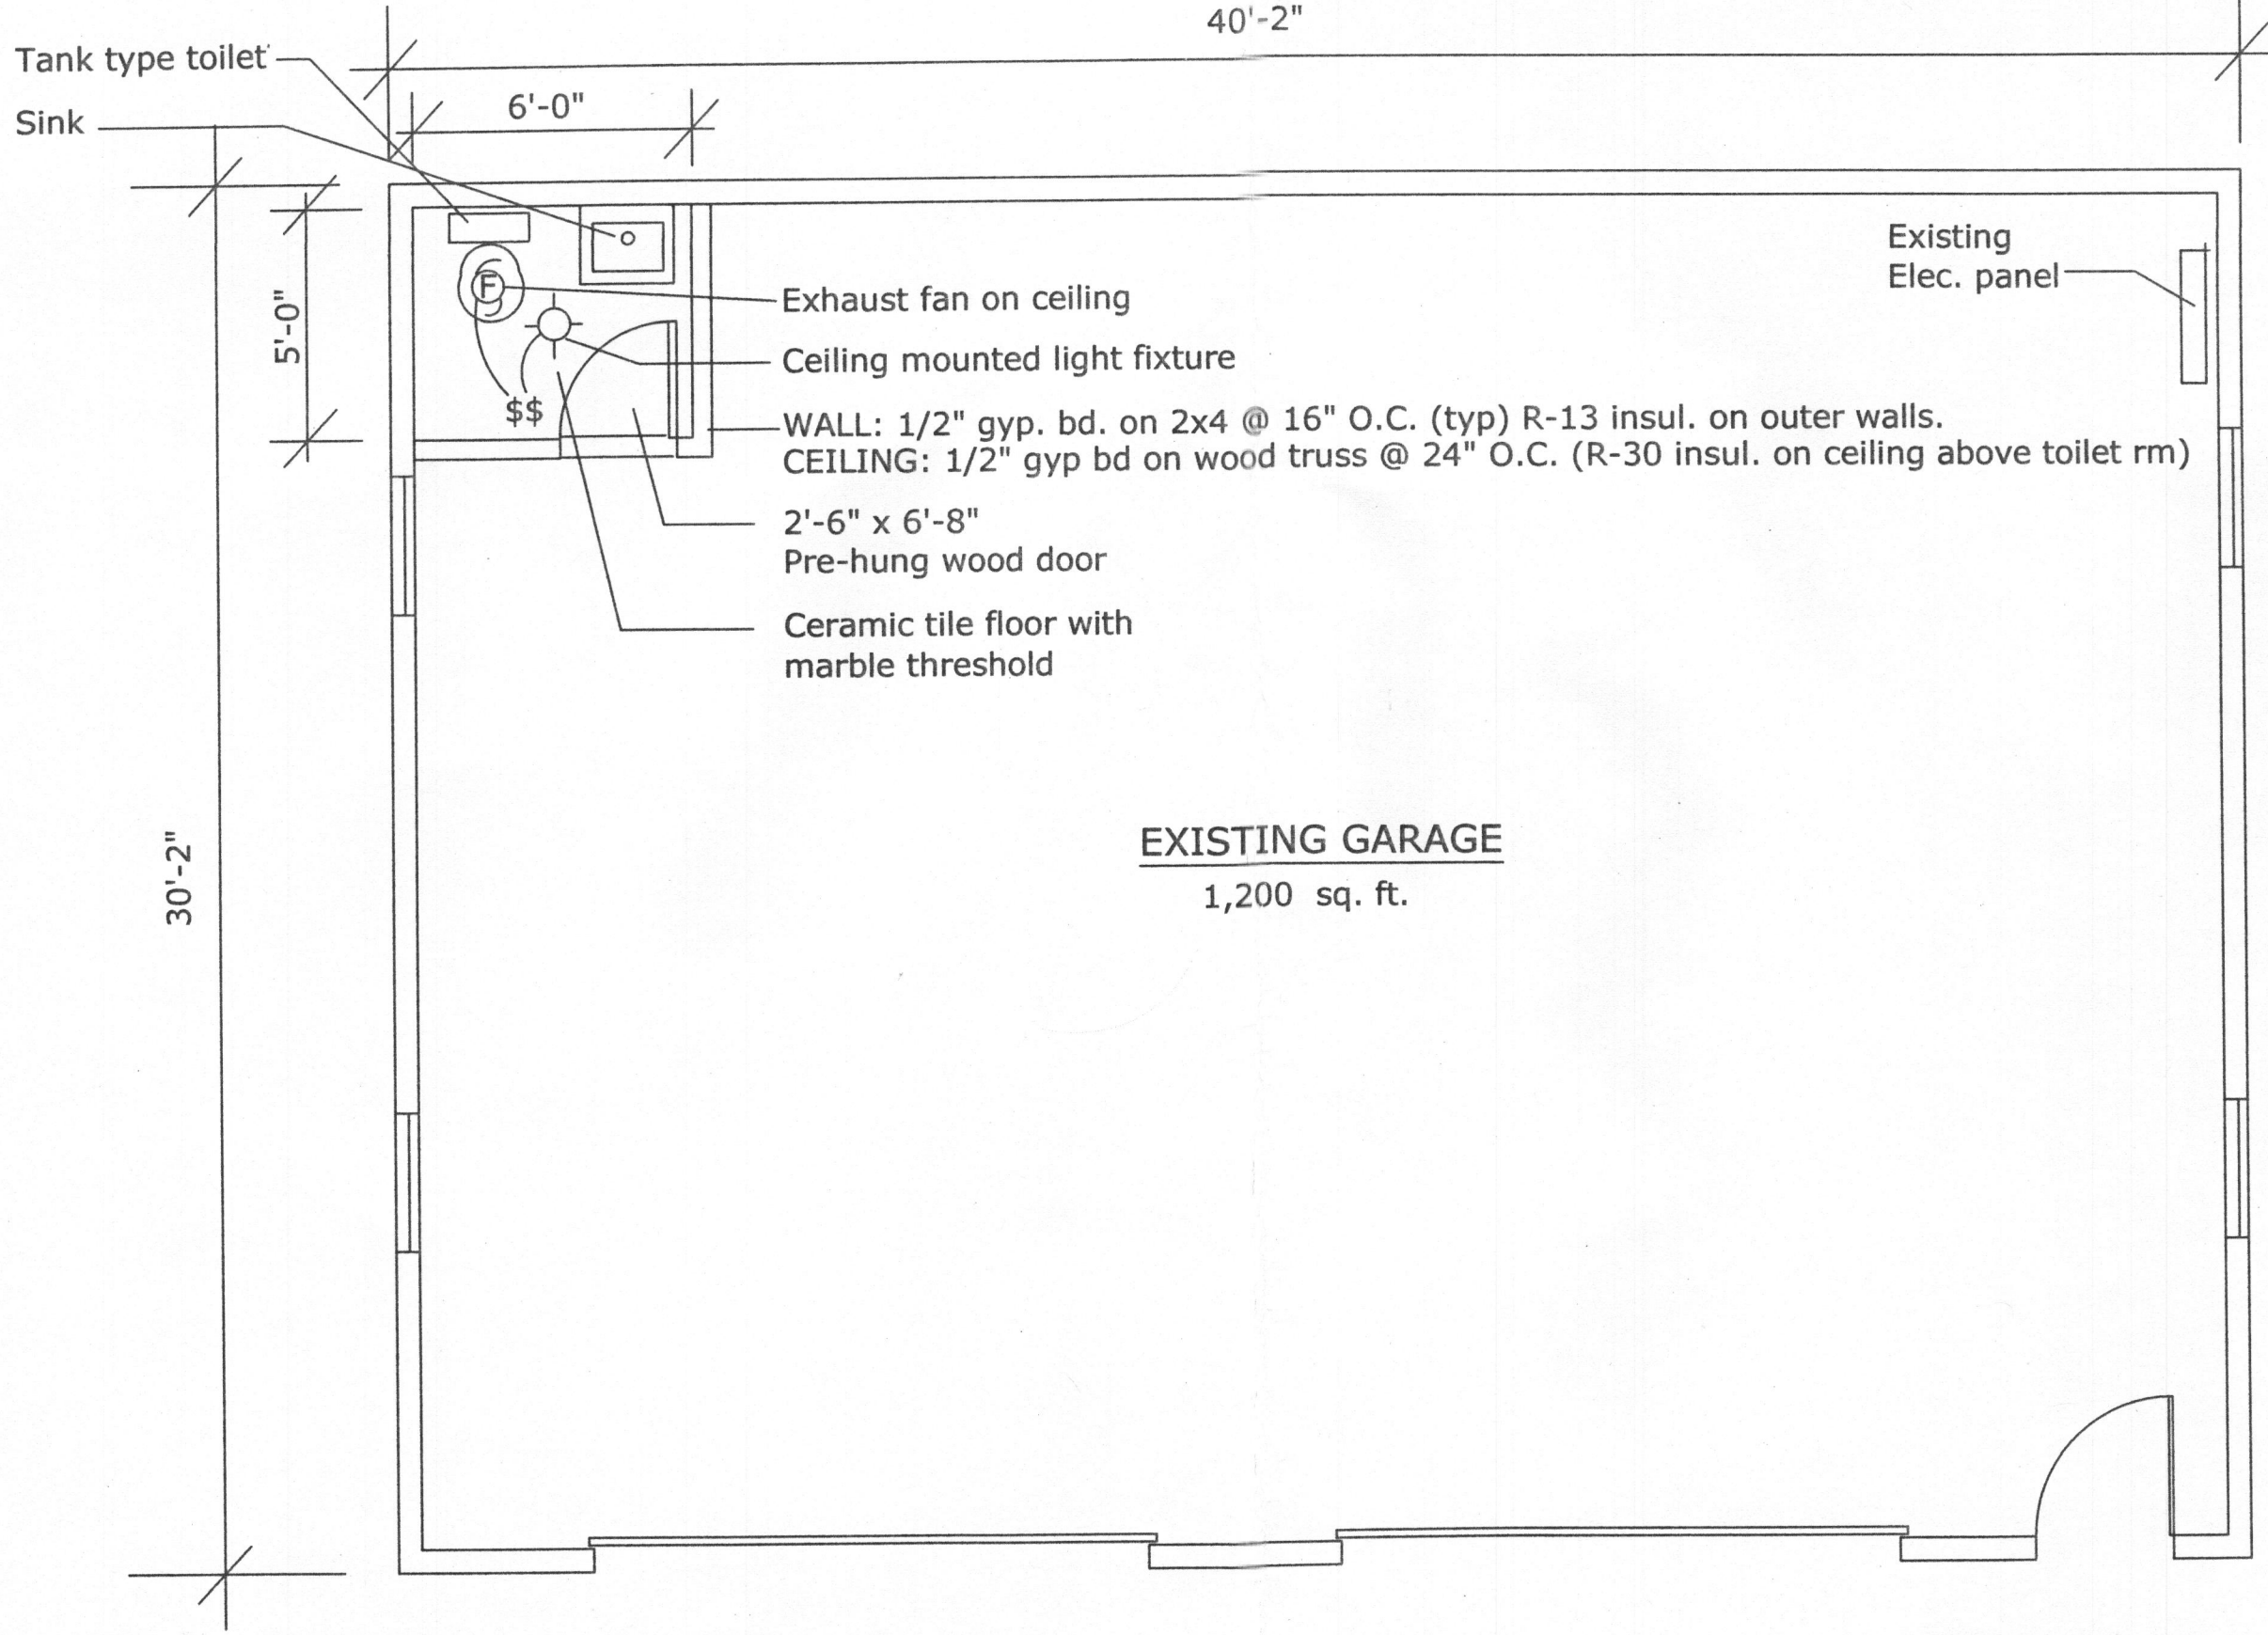 40'-2"
Tank type toilet
6'-0"
Sink
Existing
Elec. panel
F
Exhaust fan on ceiling
5'-0"
Ceiling mounted light fixture
$$
WALL: 1/2" gyp. bd. on 2x4 @ 16" O.C. (typ) R-13 insul. on outer walls.
CEILING: 1/2" gyp bd on wood truss @ 24" O.C. (R-30 insul. on ceiling above toilet rm)
2'-6" x 6'-8"
Pre-hung wood door
Ceramic tile floor with
marble threshold
EXISTING GARAGE
30'-2"
1,200 sq. ft.